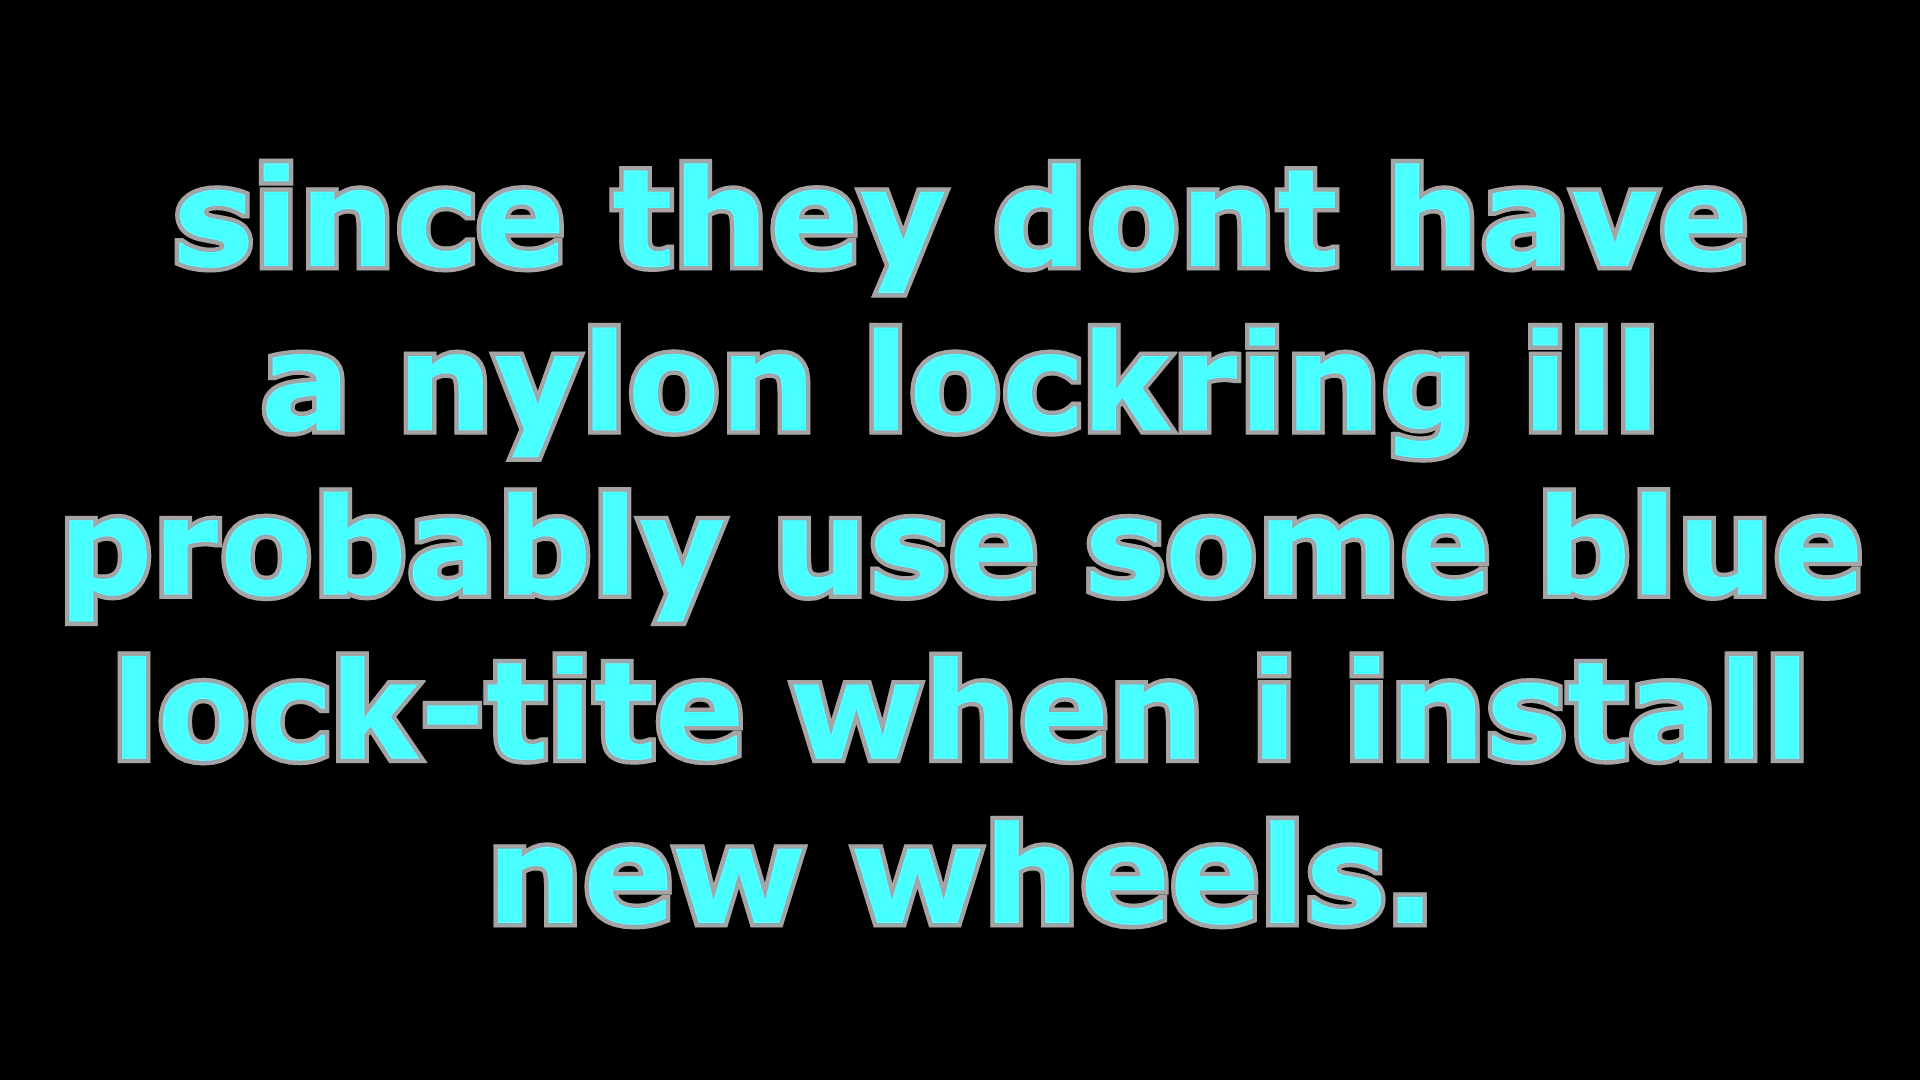 since they dont have
a nylon lockring ill
probably use some blue
lock-tite when i install
new wheels.